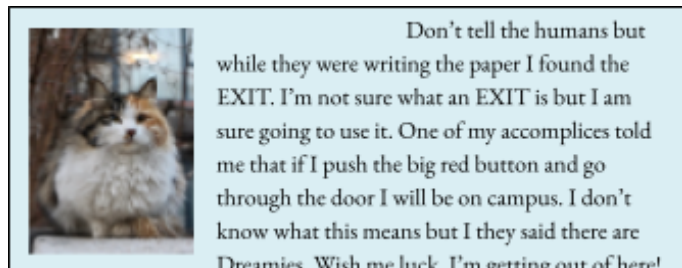 Don’t tell the humans but
while they were writing the paper I found the
EXIT. I’m not sure what an EXIT is but I am
sure going to use it. One of my accomplices told
me that if I push the big red button and go
through the door I will be on campus. I don’t
know what this means but I they said there are
Dreamies. Wish me luck, I’m getting out of here!